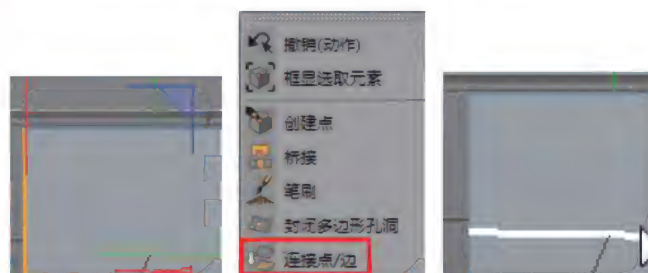 撤销(动作)
框显选取元素
创建点
桥接
笔刷
封闭多边形孔洞
连接点/边